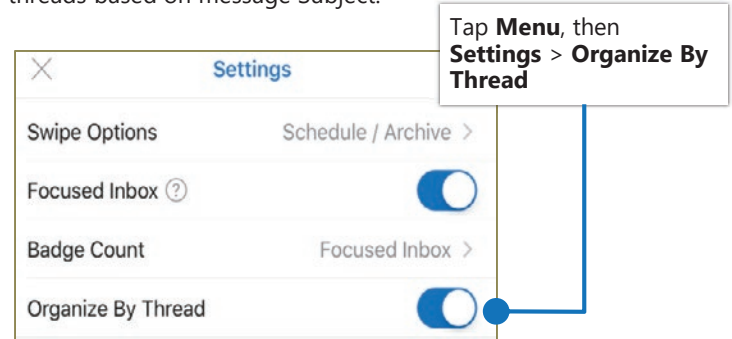 threads based on message Subject.
Tap Menu, then
Settings > Organize By
Thread
Settings
Swipe Options Schedule / Archive >
Focused Inbox ?
Badge Count Focused Inbox >
Organize By Thread